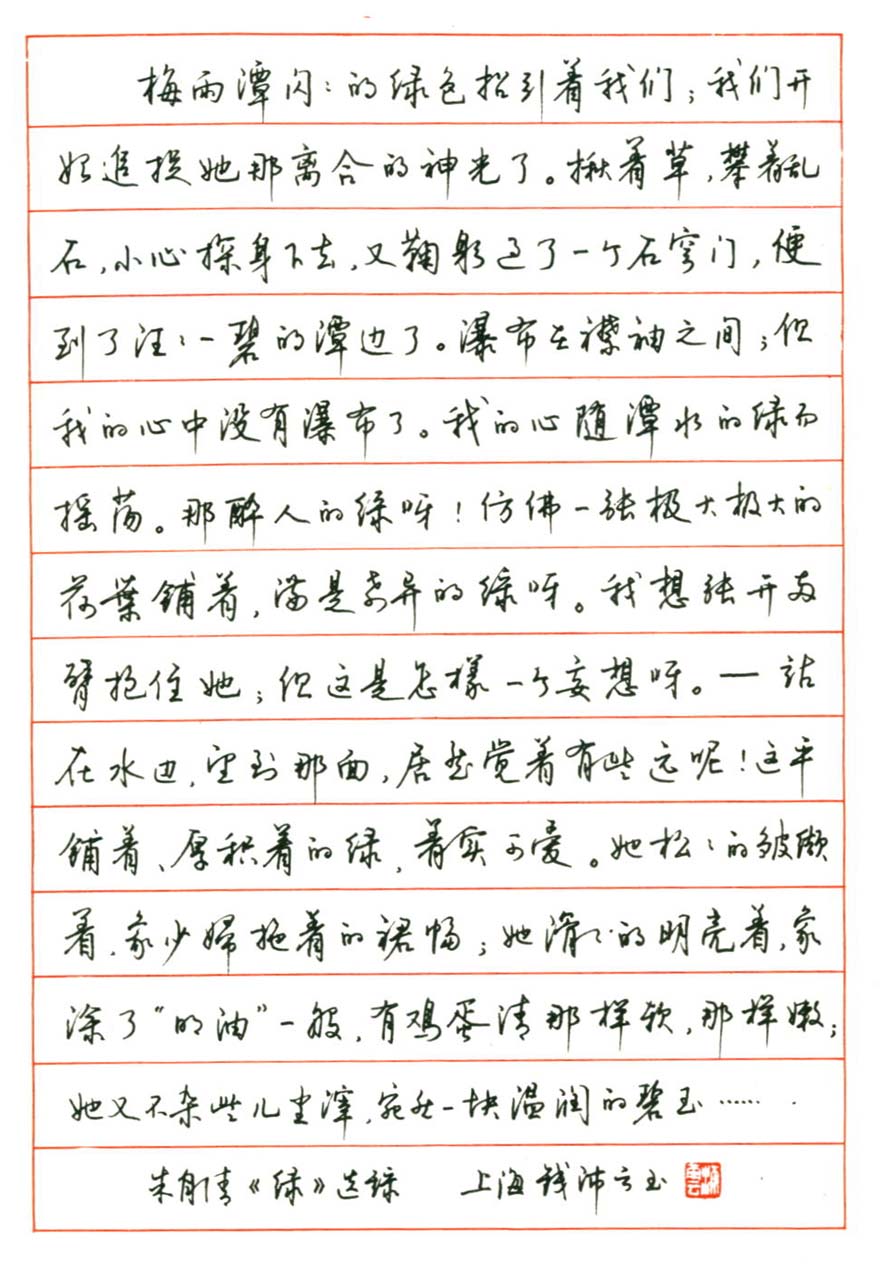 梅雨潭闪:的绿色招引着我们;我们开
始追捉她那离合的神光了。揪着草,攀着乱
石,小心探身下去,又鞠躬过了一个石穹门,便
到了汪:一碧的潭边了。瀑布在襟袖之间;但
我的心中没有瀑布了。我的心随潭水的绿而
摇荡。那醉人的绿呀!仿佛一张极大极大的
荷葉铺着,满是奇异的绿呀。我想张开两
臂抱住她;但这是怎樣一个妄想呀。—站
在水边,望到那面,居然觉着有些远呢!这平
铺着、厚积着的绿,着实可爱。她松:的皱缬
着,象少婦拖着的裙幅;她滑:的明亮着,象
涂了“明油”一般,有鸡蛋清那样软,那样嫩;
她又不杂些儿尘滓,宛然一块温润的碧玉……
朱自清《绿》选录 上海钱沛云书